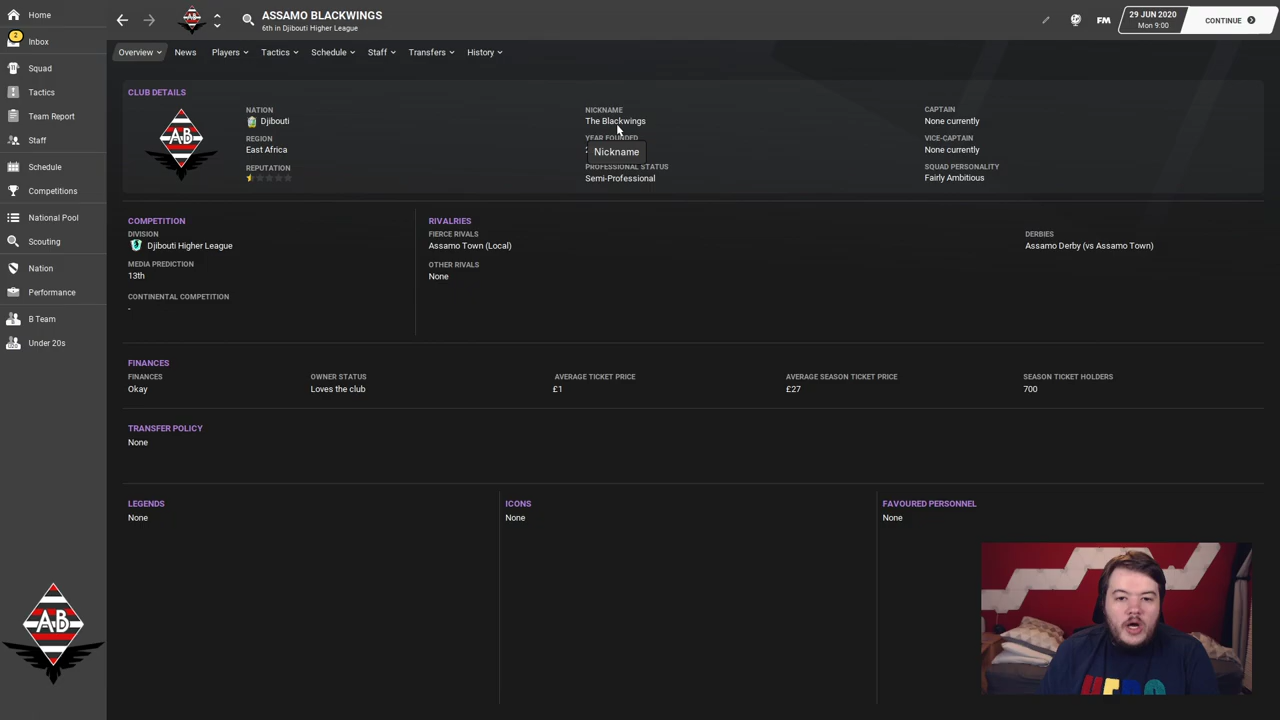 Home
2
Inbox
Squad
Tactics
Team Report
Staff
Schedule
Competitions
National Pool
Scouting
Nation
Performance
B Team
Under 20s
AB
AB
ASSAMO BLACKWINGS
6th in Djibouti Higher League
FM
29 JUN 2020
Mon 9:00
CONTINUE
Overview
News
Players
Tactics
Schedule
Staff
Transfers
History
CLUB DETAILS
AB
NATION
Djibouti
REGION
East Africa
REPUTATION
NICKNAME
The Blackwings
YEAR FOUNDED
Nickname
PROFESSIONAL STATUS
Semi-Professional
CAPTAIN
None currently
VICE-CAPTAIN
None currently
SQUAD PERSONALITY
Fairly Ambitious
COMPETITION
DIVISION
Djibouti Higher League
MEDIA PREDICTION
13th
CONTINENTAL COMPETITION
-
RIVALRIES
FIERCE RIVALS
Assamo Town (Local)
OTHER RIVALS
None
DERBIES
Assamo Derby (vs Assamo Town)
FINANCES
FINANCES
Okay
OWNER STATUS
Loves the club
AVERAGE TICKET PRICE
£1
AVERAGE SEASON TICKET PRICE
£27
SEASON TICKET HOLDERS
700
TRANSFER POLICY
None
LEGENDS
None
ICONS
None
FAVOURED PERSONNEL
None